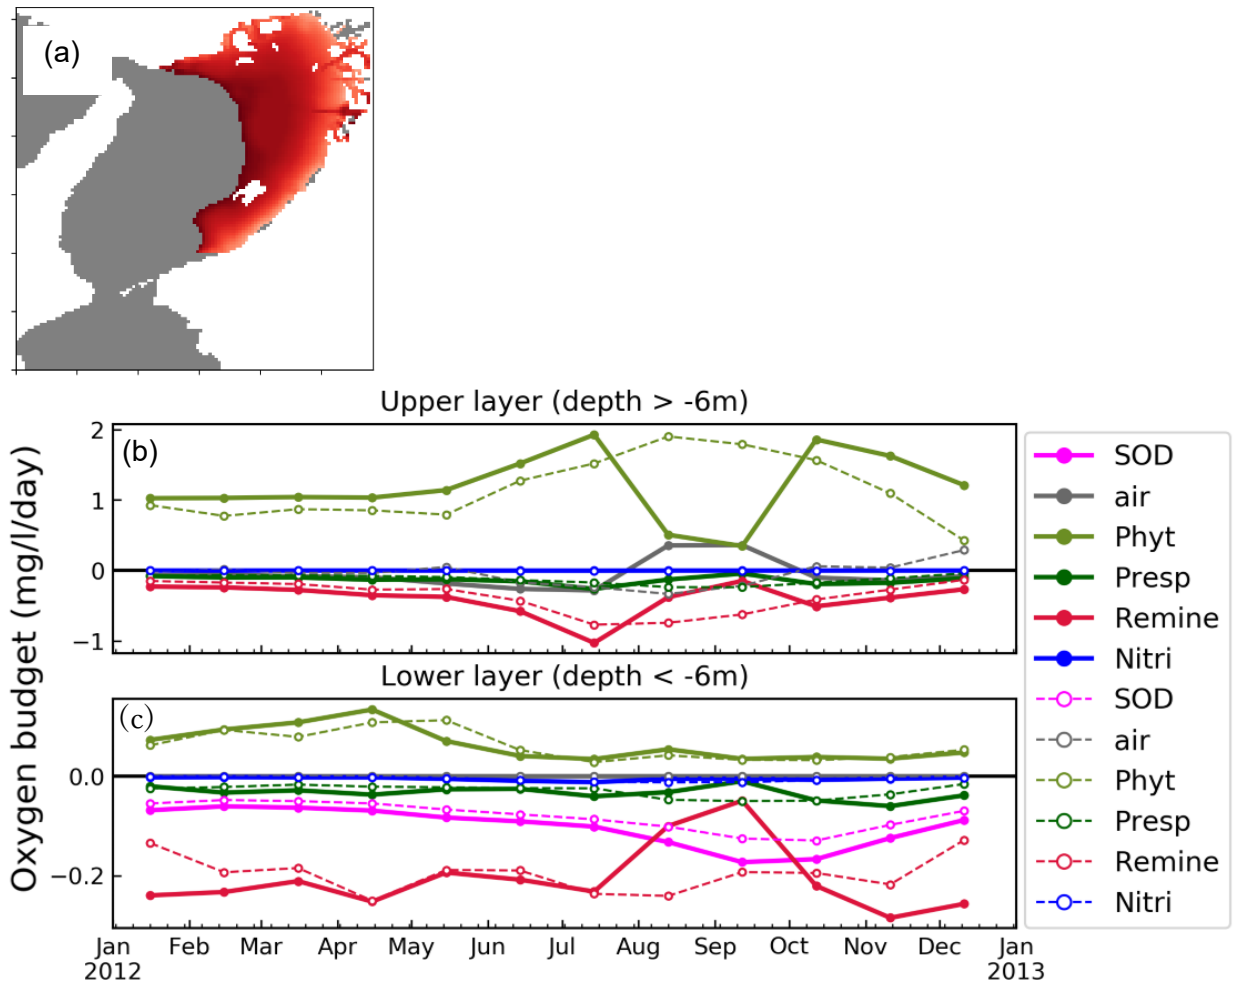 (a)
Upper layer (depth > -6m)
Oxygen budget (mg/l/day)
(b)
2
1
0
−1
Lower layer (depth < -6m)
(c)
0.0
−0.2
Jan Feb Mar Apr May Jun Jul Aug Sep Oct Nov Dec Jan
2012 2013
SOD
air
Phyt
Presp
Remine
Nitri
SOD
air
Phyt
Presp
Remine
Nitri